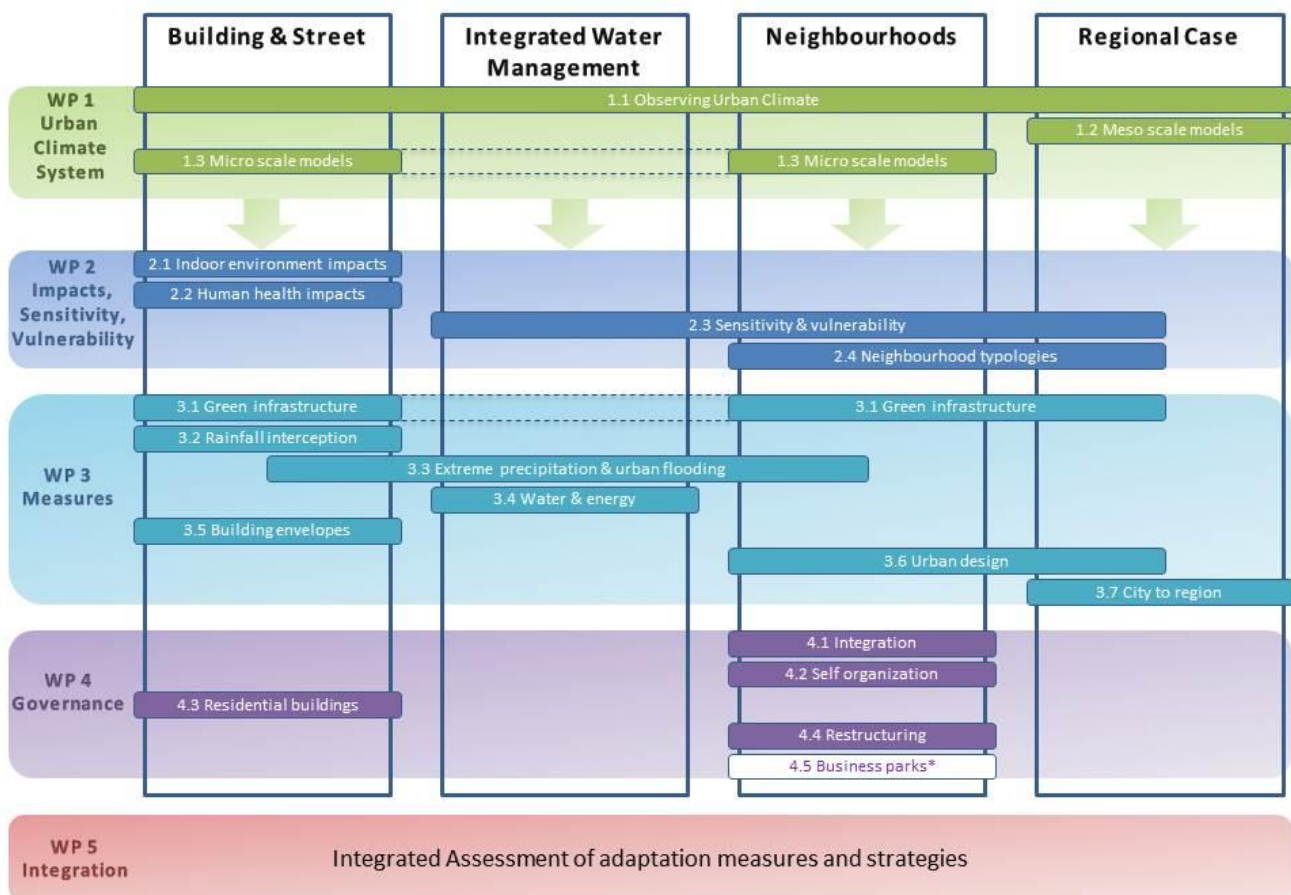 Building & Street
Integrated Water
Management
Neighbourhoods
Regional Case
WP 1
Urban
Climate
System
1.1 Observing Urban Climate
1.2 Meso scale models
1.3 Micro scale models
1.3 Micro scale models
WP 2
Impacts,
Sensitivity,
Vulnerability
2.1 Indoor environment impacts
2.2 Human health impacts
2.3 Sensitivity & vulnerability
2.4 Neighbourhood typologies
WP 3
Measures
3.1 Green infrastructure
3.1 Green infrastructure
3.2 Rainfall interception
3.3 Extreme precipitation & urban flooding
3.4 Water & energy
3.5 Building envelopes
3.6 Urban design
3.7 City to region
WP 4
Governance
4.1 Integration
4.2 Self organization
4.3 Residential buildings
4.4 Restructuring
4.5 Business parks*
WP 5
Integration
Integrated Assessment of adaptation measures and strategies